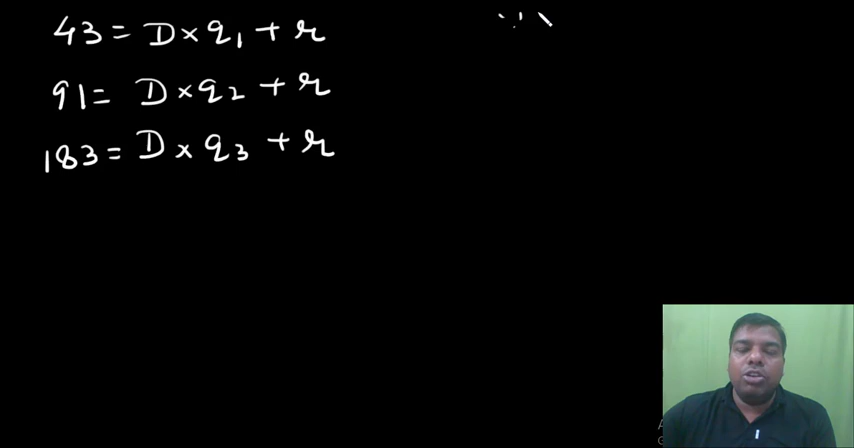 43 = D × q₁ + r
91 = D × q₂ + r
183 = D × q₃ + r